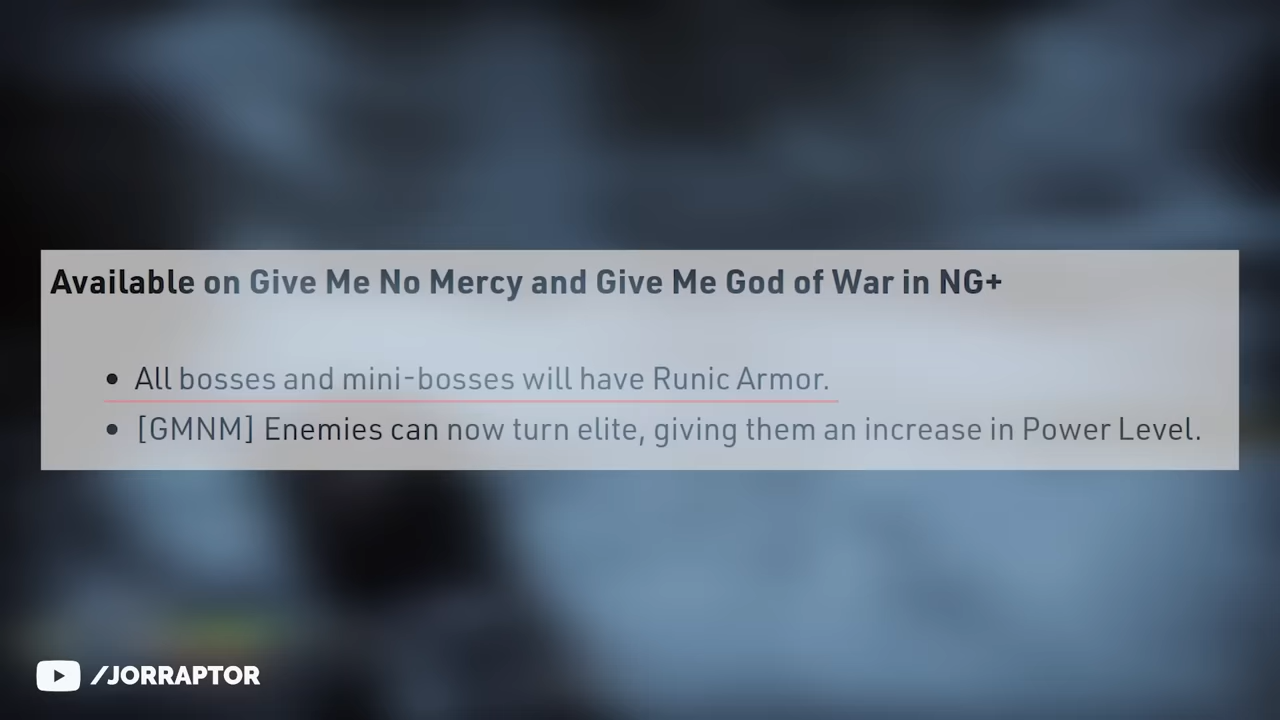 Available on Give Me No Mercy and Give Me God of War in NG+
• All bosses and mini-bosses will have Runic Armor.
• [GMNM] Enemies can now turn elite, giving them an increase in Power Level.
/JORRAPTOR